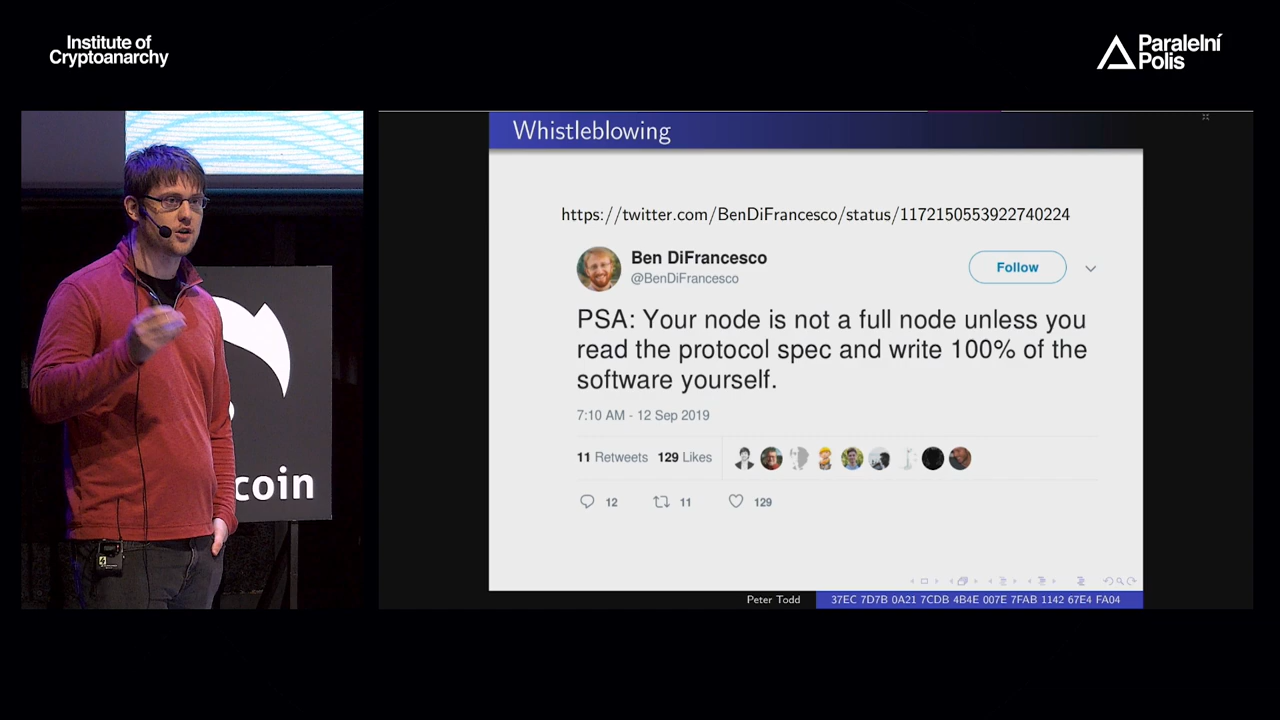 Institute of
Cryptoanarchy
Paralelní
Polis
coin
Whistleblowing
https://twitter.com/BenDiFrancesco/status/1172150553922740224
Ben DiFrancesco
@BenDiFrancesco
Follow
PSA: Your node is not a full node unless you
read the protocol spec and write 100% of the
software yourself.
7:10 AM - 12 Sep 2019
11 Retweets 129 Likes
12 11 129
Peter Todd 37EC 7D7B 0A21 7CDB 4B4E 007E 7FAB 1142 67E4 FA04